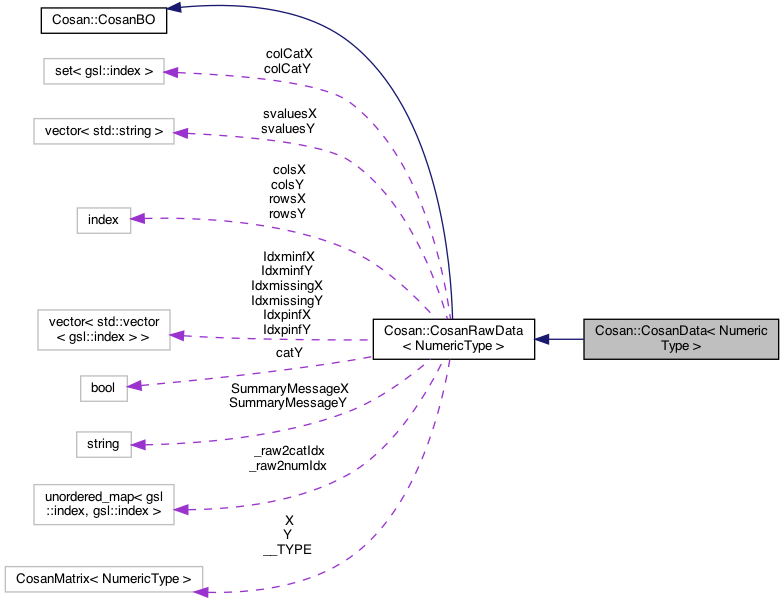 Cosan::CosanBO
set< gsl::index >
colCatX
colCatY
vector< std::string >
svaluesX
svaluesY
index
colsX
colsY
rowsX
rowsY
vector< std::vector
< gsl::index > >
IdxminfX
IdxminfY
IdxmissingX
IdxmissingY
IdxpinfX
IdxpinfY
Cosan::CosanRawData
< NumericType >
Cosan::CosanData< Numeric
Type >
catY
bool
SummaryMessageX
SummaryMessageY
string
_raw2catIdx
_raw2numIdx
unordered_map< gsl
::index, gsl::index >
X
Y
__TYPE
CosanMatrix< NumericType >